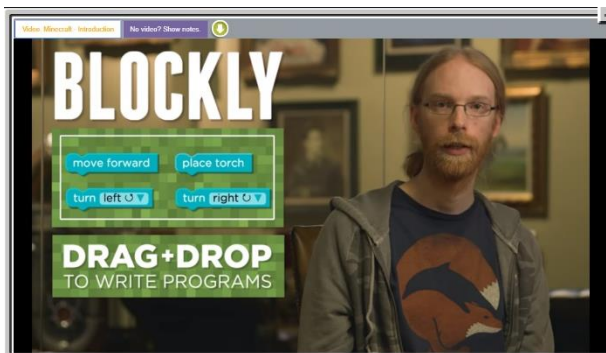 Video: Minecraft - Introduction
No video? Show notes.
BLOCKLY
move forward
place torch
turn left ↺ ▼
turn right ↻ ▼
DRAG+DROP
TO WRITE PROGRAMS